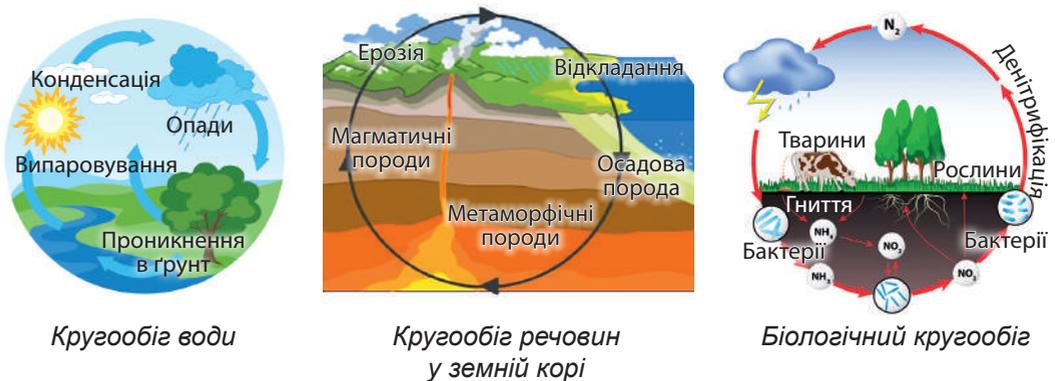 Конденсація
Опади
Випаровування
Проникнення
в ґрунт
Кругообіг води
Ерозія
Відкладання
Магматичні
породи
Осадова
порода
Метаморфічні
породи
Кругообіг речовин
у земній корі
N₂
Денітрифікація
Тварини
Рослини
Гниття
Бактерії
Бактерії
NH₃
NO₂
NH₃
NO₃
Біологічний кругообіг